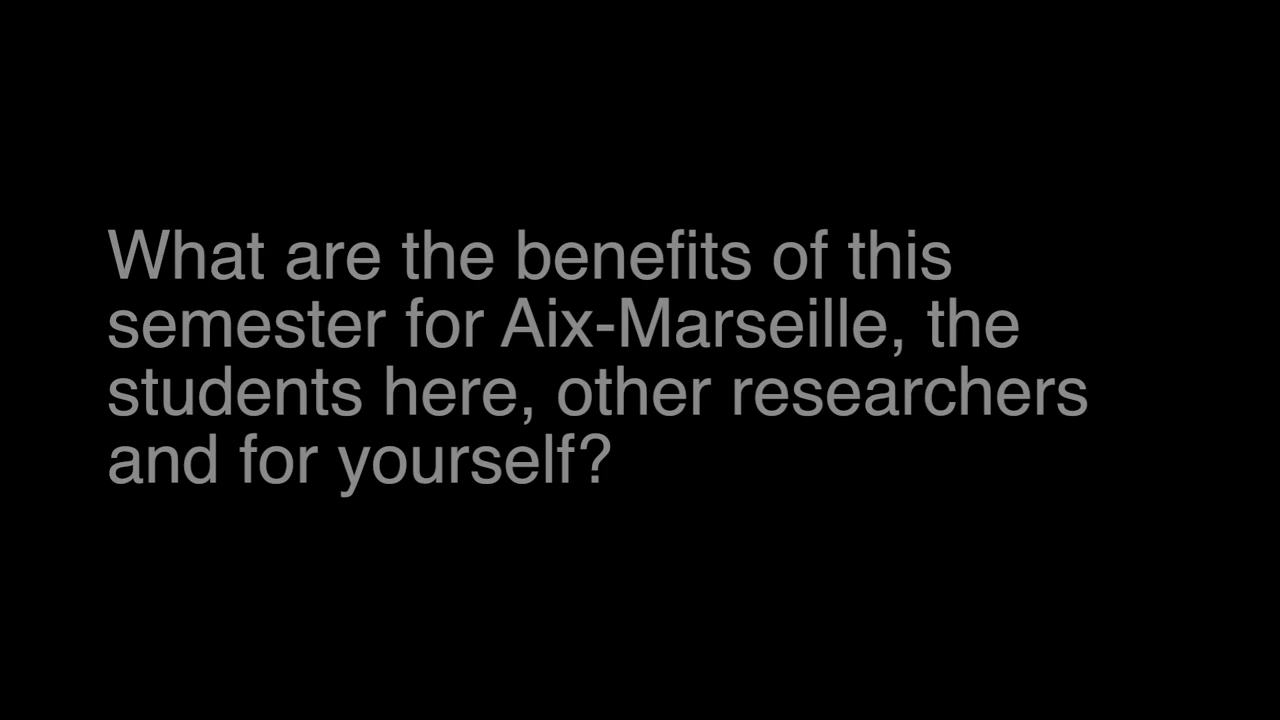 What are the benefits of this
semester for Aix-Marseille, the
students here, other researchers
and for yourself?